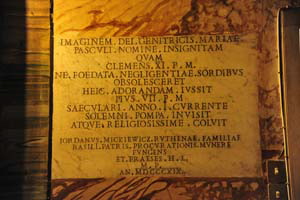 IMAGINEM . DEI . GENITRICIS . MARIAE
PASCVLI . NOMINE . INSIGNITAM
QVAM
CLEMENS . XI . P . M
NE . FOEDATA . NEGLIGENTIAE . SORDIBVS
OBSOLESCERET
HEIC . ADORANDAM . IVSSIT
PIVS . VII . P . M
SAECVLARI . ANNO . I . CVRRENTE
SOLEMNI . POMPA . INVISIT
ATQVE . RELIGIOSISSIME . COLVIT
IORDANVS . MICKIEWICZ . RVTHENAE . FAMILIAE
BASILI . PATRIS . PROCVRATIONIS . MVNERE
FVNGENS
ET . PRAESES . H . L
M . P
AN . MDCCCXIX